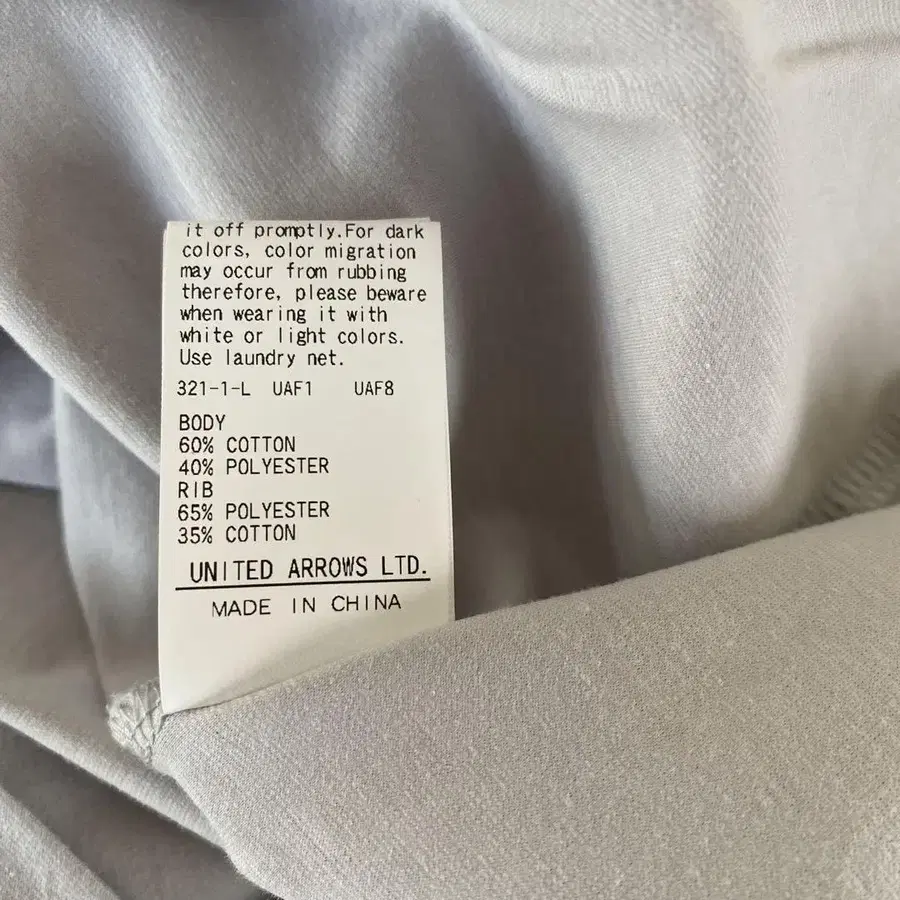 it off promptly.For dark
colors, color migration
may occur from rubbing
therefore, please beware
when wearing it with
white or light colors.
Use laundry net.
321-1-L UAF1 UAF8
BODY
60% COTTON
40% POLYESTER
RIB
65% POLYESTER
35% COTTON
UNITED ARROWS LTD.
MADE IN CHINA